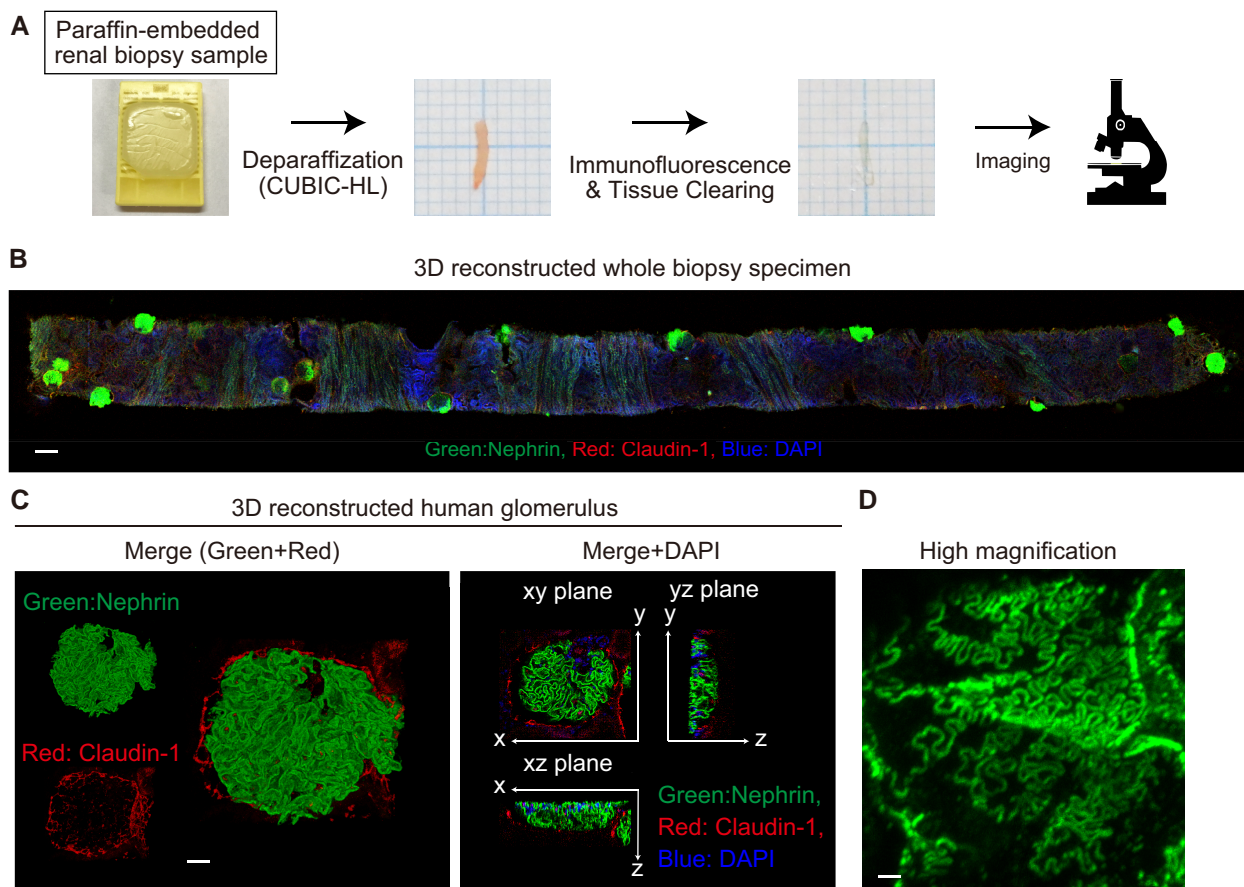 A
Paraffin-embedded
renal biopsy sample
Deparaffization
(CUBIC-HL)
Immunofluorescence
& Tissue Clearing
Imaging
B
3D reconstructed whole biopsy specimen
Green:Nephrin, Red: Claudin-1, Blue: DAPI
C
3D reconstructed human glomerulus
Merge (Green+Red)
Green:Nephrin
Red: Claudin-1
Merge+DAPI
xy plane
y
x
yz plane
y
z
xz plane
x
z
Green:Nephrin,
Red: Claudin-1,
Blue: DAPI
D
High magnification